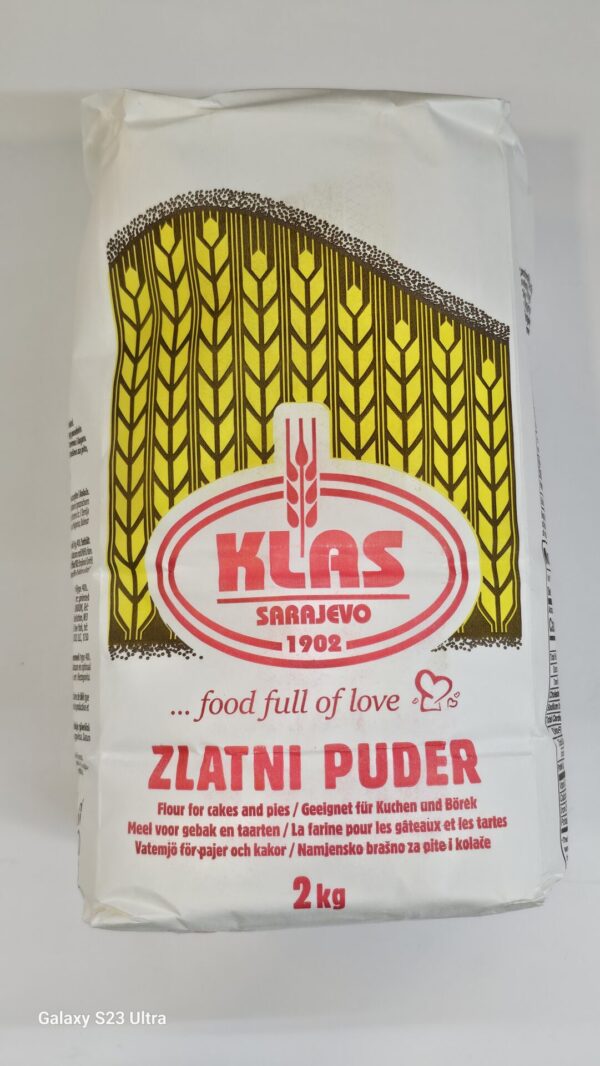 KLAS
SARAJEVO
1902
... food full of love
ZLATNI PUDER
Flour for cakes and pies / Geeignet für Kuchen und Börek
Meel voor gebak en taarten / La farine pour les gâteaux et les tartes
Vatemjö för pajer och kakor / Namjensko brašno za pite i kolače
2 kg
Galaxy S23 Ultra